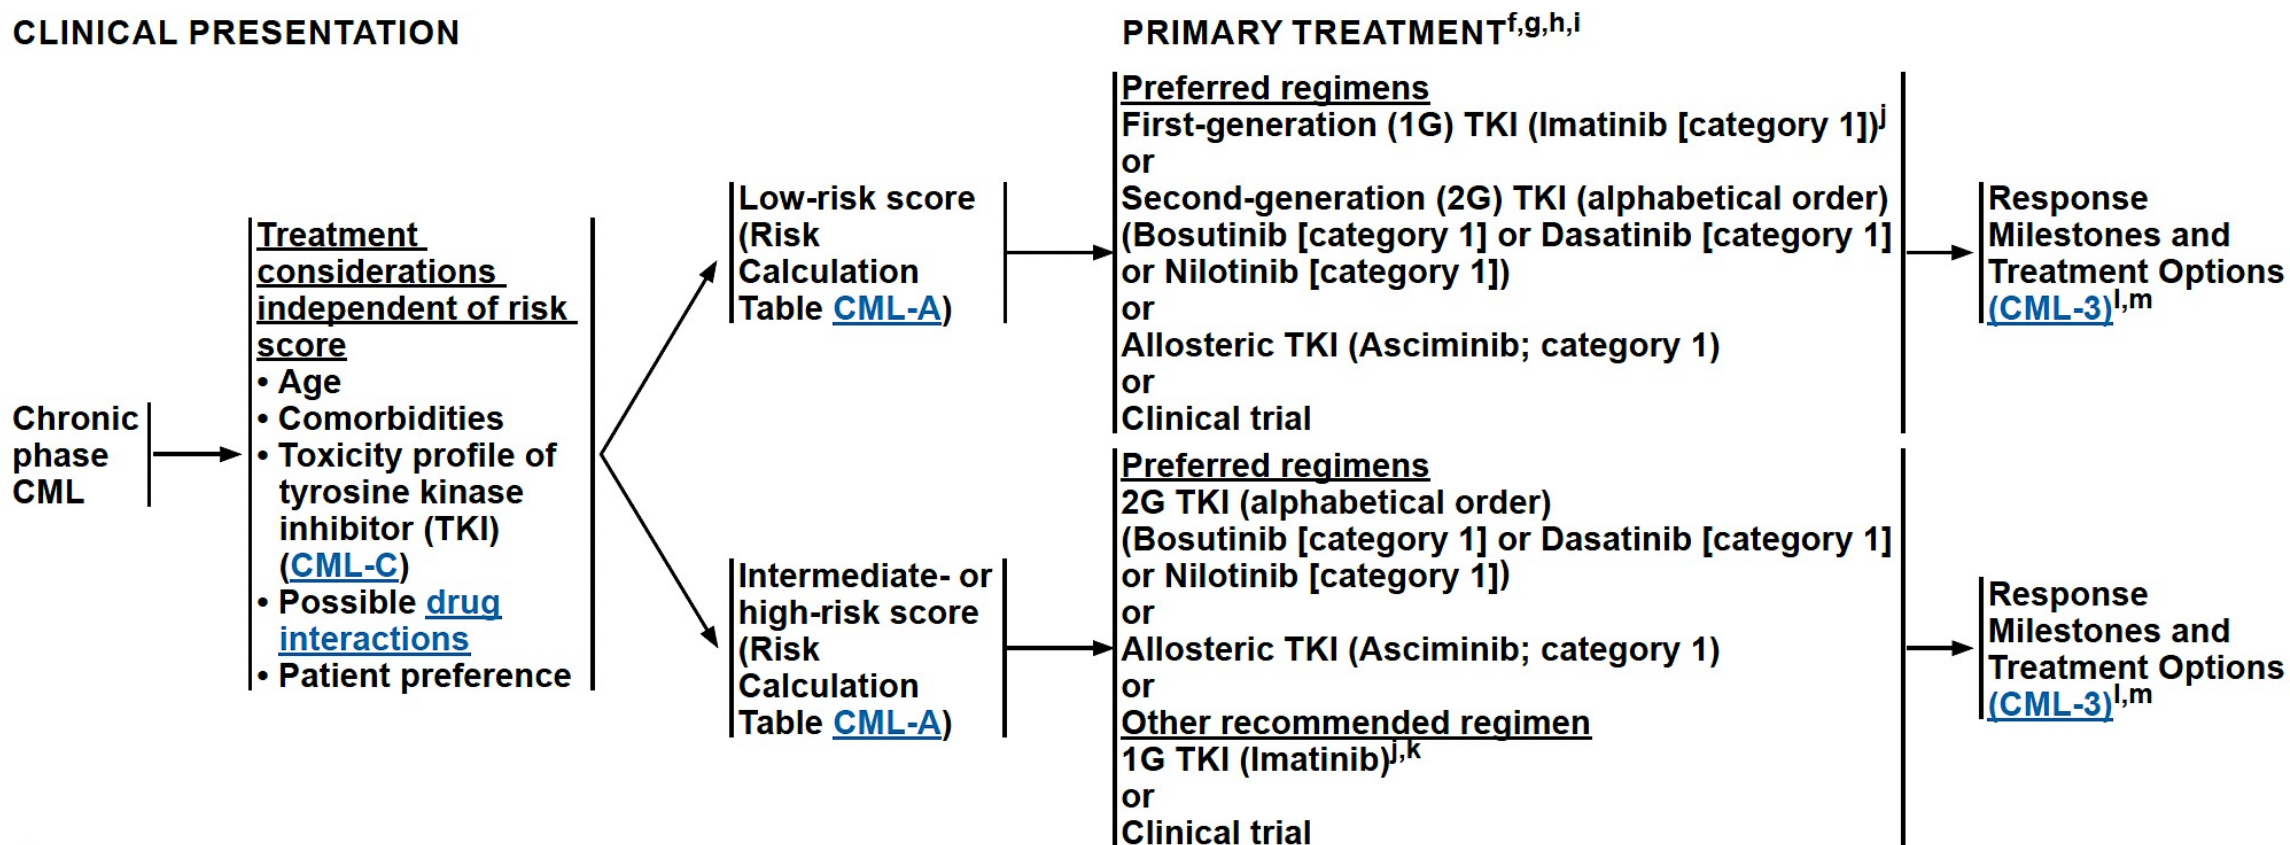 CLINICAL PRESENTATION
PRIMARY TREATMENTf,g,h,i
Chronic
phase
CML
Treatment
considerations
independent of risk
score
• Age
• Comorbidities
• Toxicity profile of
tyrosine kinase
inhibitor (TKI)
(CML-C)
• Possible drug
interactions
• Patient preference
Low-risk score
(Risk
Calculation
Table CML-A)
Preferred regimens
First-generation (1G) TKI (Imatinib [category 1])j
or
Second-generation (2G) TKI (alphabetical order)
(Bosutinib [category 1] or Dasatinib [category 1]
or Nilotinib [category 1])
or
Allosteric TKI (Asciminib; category 1)
or
Clinical trial
Response
Milestones and
Treatment Options
(CML-3)l,m
Intermediate- or
high-risk score
(Risk
Calculation
Table CML-A)
Preferred regimens
2G TKI (alphabetical order)
(Bosutinib [category 1] or Dasatinib [category 1]
or Nilotinib [category 1])
or
Allosteric TKI (Asciminib; category 1)
or
Other recommended regimen
1G TKI (Imatinib)j,k
or
Clinical trial
Response
Milestones and
Treatment Options
(CML-3)l,m